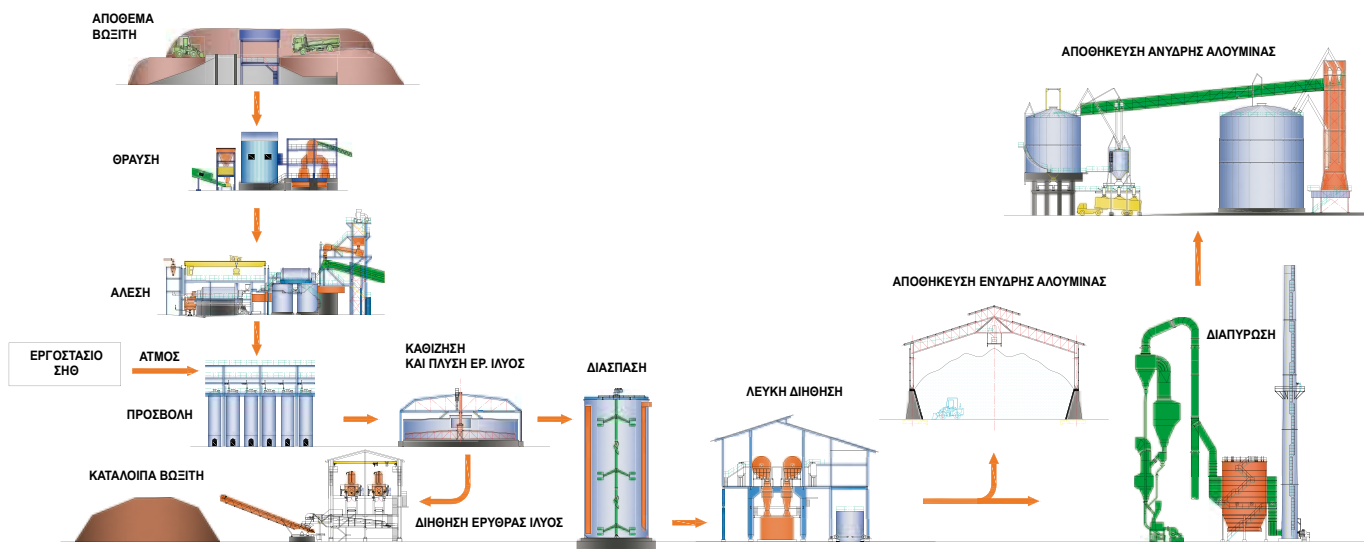 ΑΠΟΘΕΜΑ
ΒΩΞΙΤΗ
ΘΡΑΥΣΗ
ΑΛΕΣΗ
ΕΡΓΟΣΤΑΣΙΟ
ΣΗΘ
ΑΤΜΟΣ
ΠΡΟΣΒΟΛΗ
ΚΑΘΙΖΗΣΗ
ΚΑΙ ΠΛΥΣΗ ΕΡ. ΙΛΥΟΣ
ΚΑΤΑΛΟΙΠΑ ΒΩΞΙΤΗ
ΔΙΗΘΗΣΗ ΕΡΥΘΡΑΣ ΙΛΥΟΣ
ΔΙΑΣΠΑΣΗ
ΛΕΥΚΗ ΔΙΗΘΗΣΗ
ΑΠΟΘΗΚΕΥΣΗ ΕΝΥΔΡΗΣ ΑΛΟΥΜΙΝΑΣ
ΔΙΑΠΥΡΩΣΗ
ΑΠΟΘΗΚΕΥΣΗ ΑΝΥΔΡΗΣ ΑΛΟΥΜΙΝΑΣ